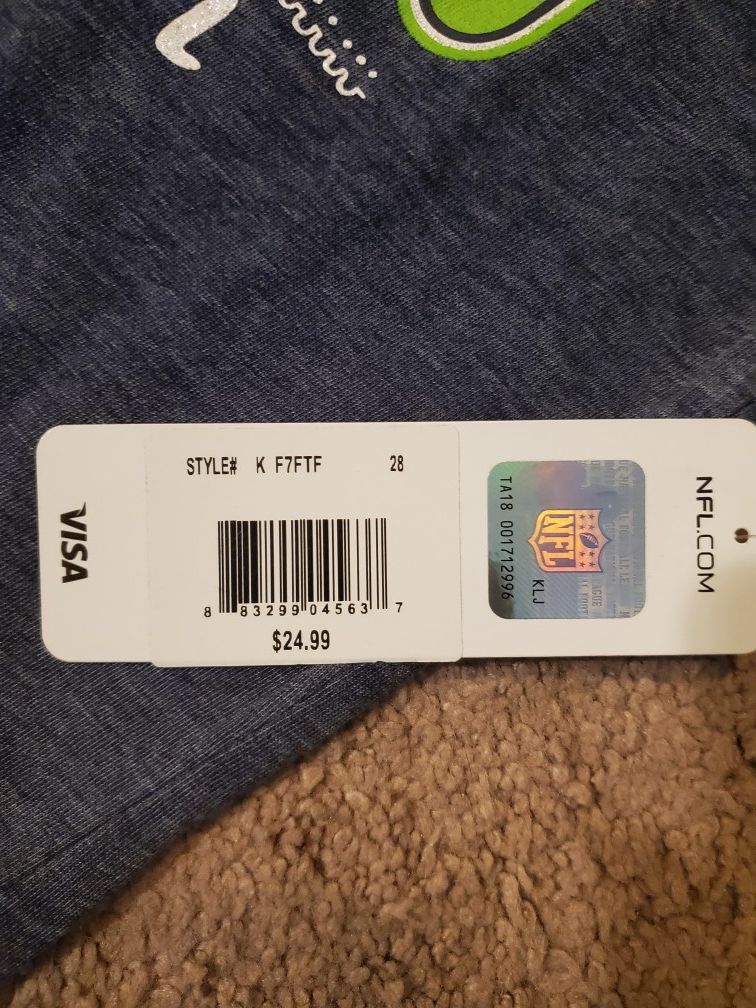 VISA
STYLE# K F7FTF 28
8 83299 04563 7
$24.99
NFL
KLJ
TA18 001712996
NFL.COM